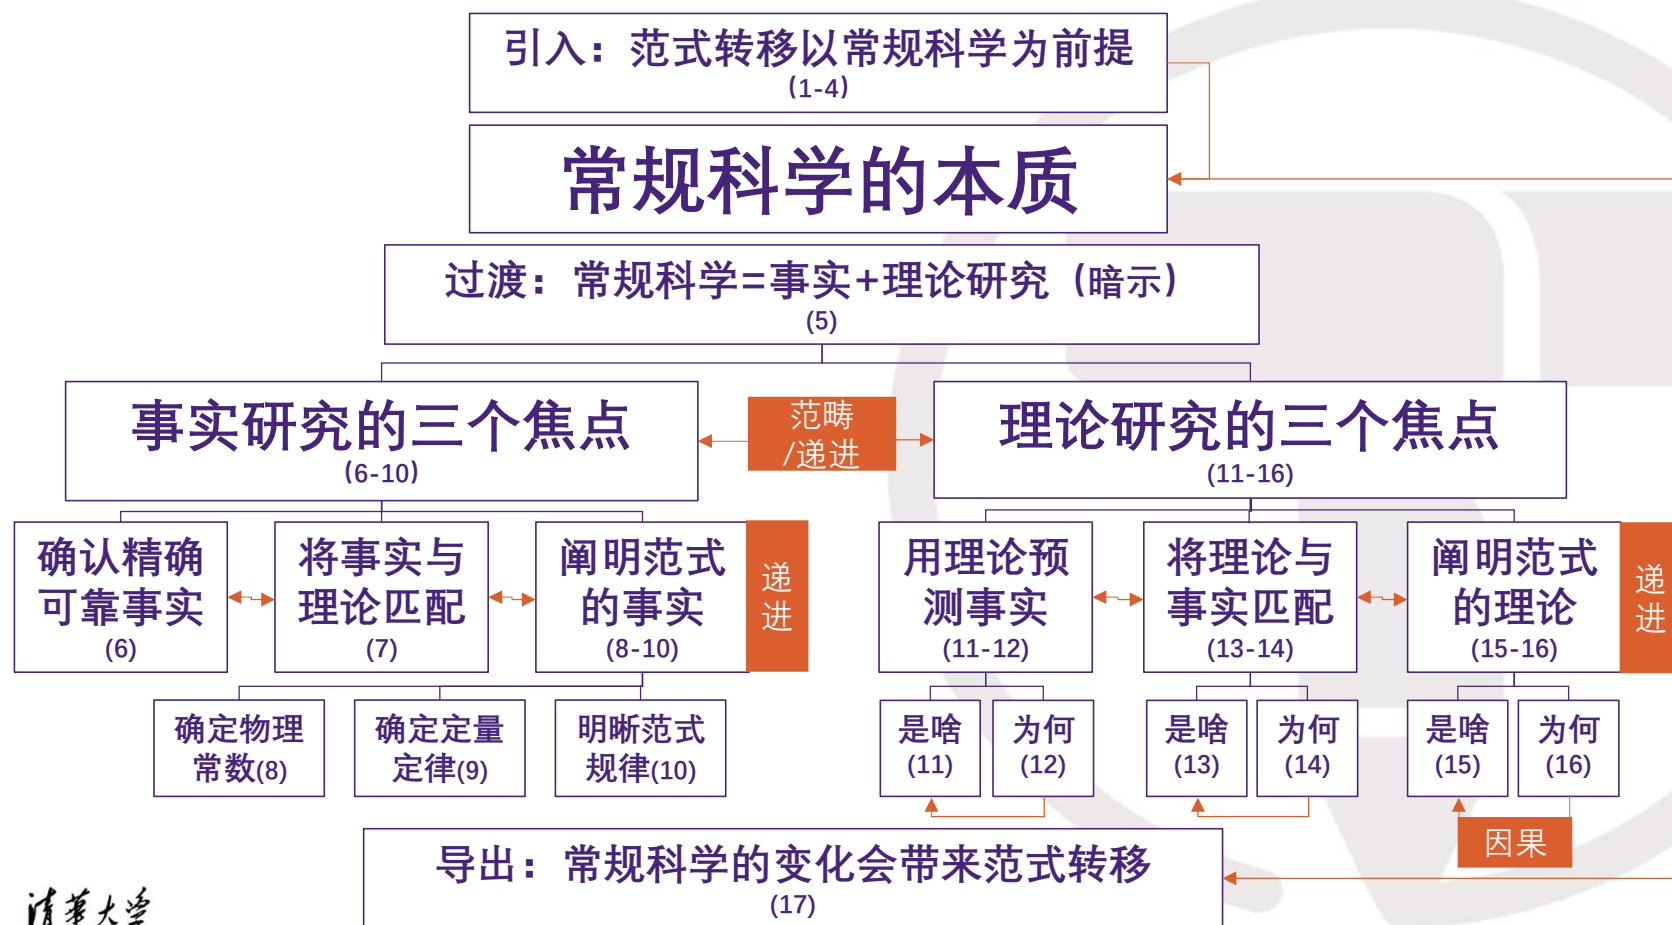 引入：范式转移以常规科学为前提
(1-4)
常规科学的本质
过渡：常规科学=事实+理论研究（暗示）
(5)
事实研究的三个焦点
(6-10)
范畴
/递进
理论研究的三个焦点
(11-16)
确认精确
可靠事实
(6)
将事实与
理论匹配
(7)
阐明范式
的事实
(8-10)
递
进
用理论预
测事实
(11-12)
将理论与
事实匹配
(13-14)
阐明范式
的理论
(15-16)
递
进
确定物理
常数(8)
确定定量
定律(9)
明晰范式
规律(10)
是啥
(11)
为何
(12)
是啥
(13)
为何
(14)
是啥
(15)
为何
(16)
因果
导出：常规科学的变化会带来范式转移
(17)
清华大学